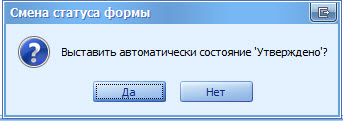 Смена статуса формы
Выставить автоматически состояние 'Утверждено'?
Да
Нет